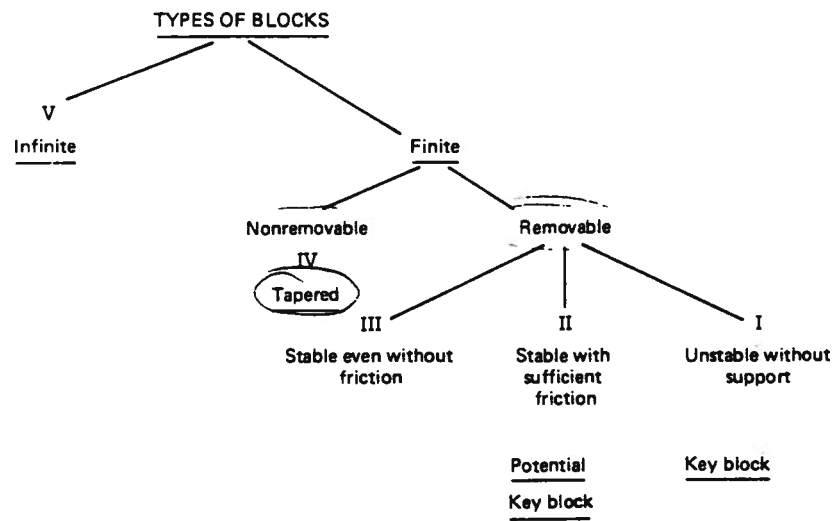 TYPES OF BLOCKS
V
Infinite
Finite
Nonremovable
Removable
IV
Tapered
III
Stable even without
friction
II
Stable with
sufficient
friction
I
Unstable without
support
Potential
Key block
Key block